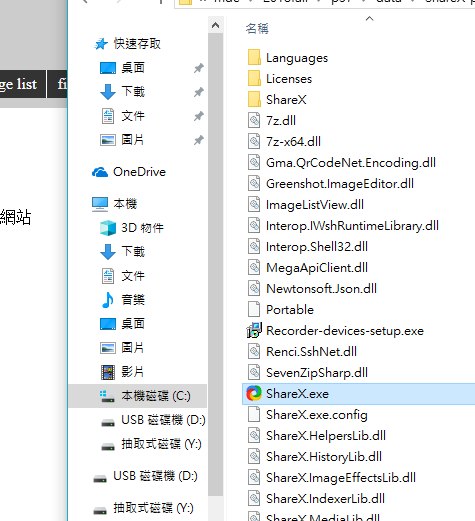 名稱
快速存取
桌面
下載
文件
圖片
OneDrive
本機
3D 物件
下載
文件
音樂
桌面
圖片
影片
本機磁碟 (C:)
USB 磁碟機 (D:)
抽取式磁碟 (Y:)
USB 磁碟機 (D:)
抽取式磁碟 (Y:)
Languages
Licenses
ShareX
7z.dll
7z-x64.dll
Gma.QrCodeNet.Encoding.dll
Greenshot.ImageEditor.dll
ImageListView.dll
Interop.IWshRuntimeLibrary.dll
Interop.Shell32.dll
MegaApiClient.dll
Newtonsoft.Json.dll
Portable
Recorder-devices-setup.exe
Renci.SshNet.dll
SevenZipSharp.dll
ShareX.exe
ShareX.exe.config
ShareX.HelpersLib.dll
ShareX.HistoryLib.dll
ShareX.ImageEffectsLib.dll
ShareX.IndexerLib.dll
ShareX.MediaLib.dll
ge list
網站